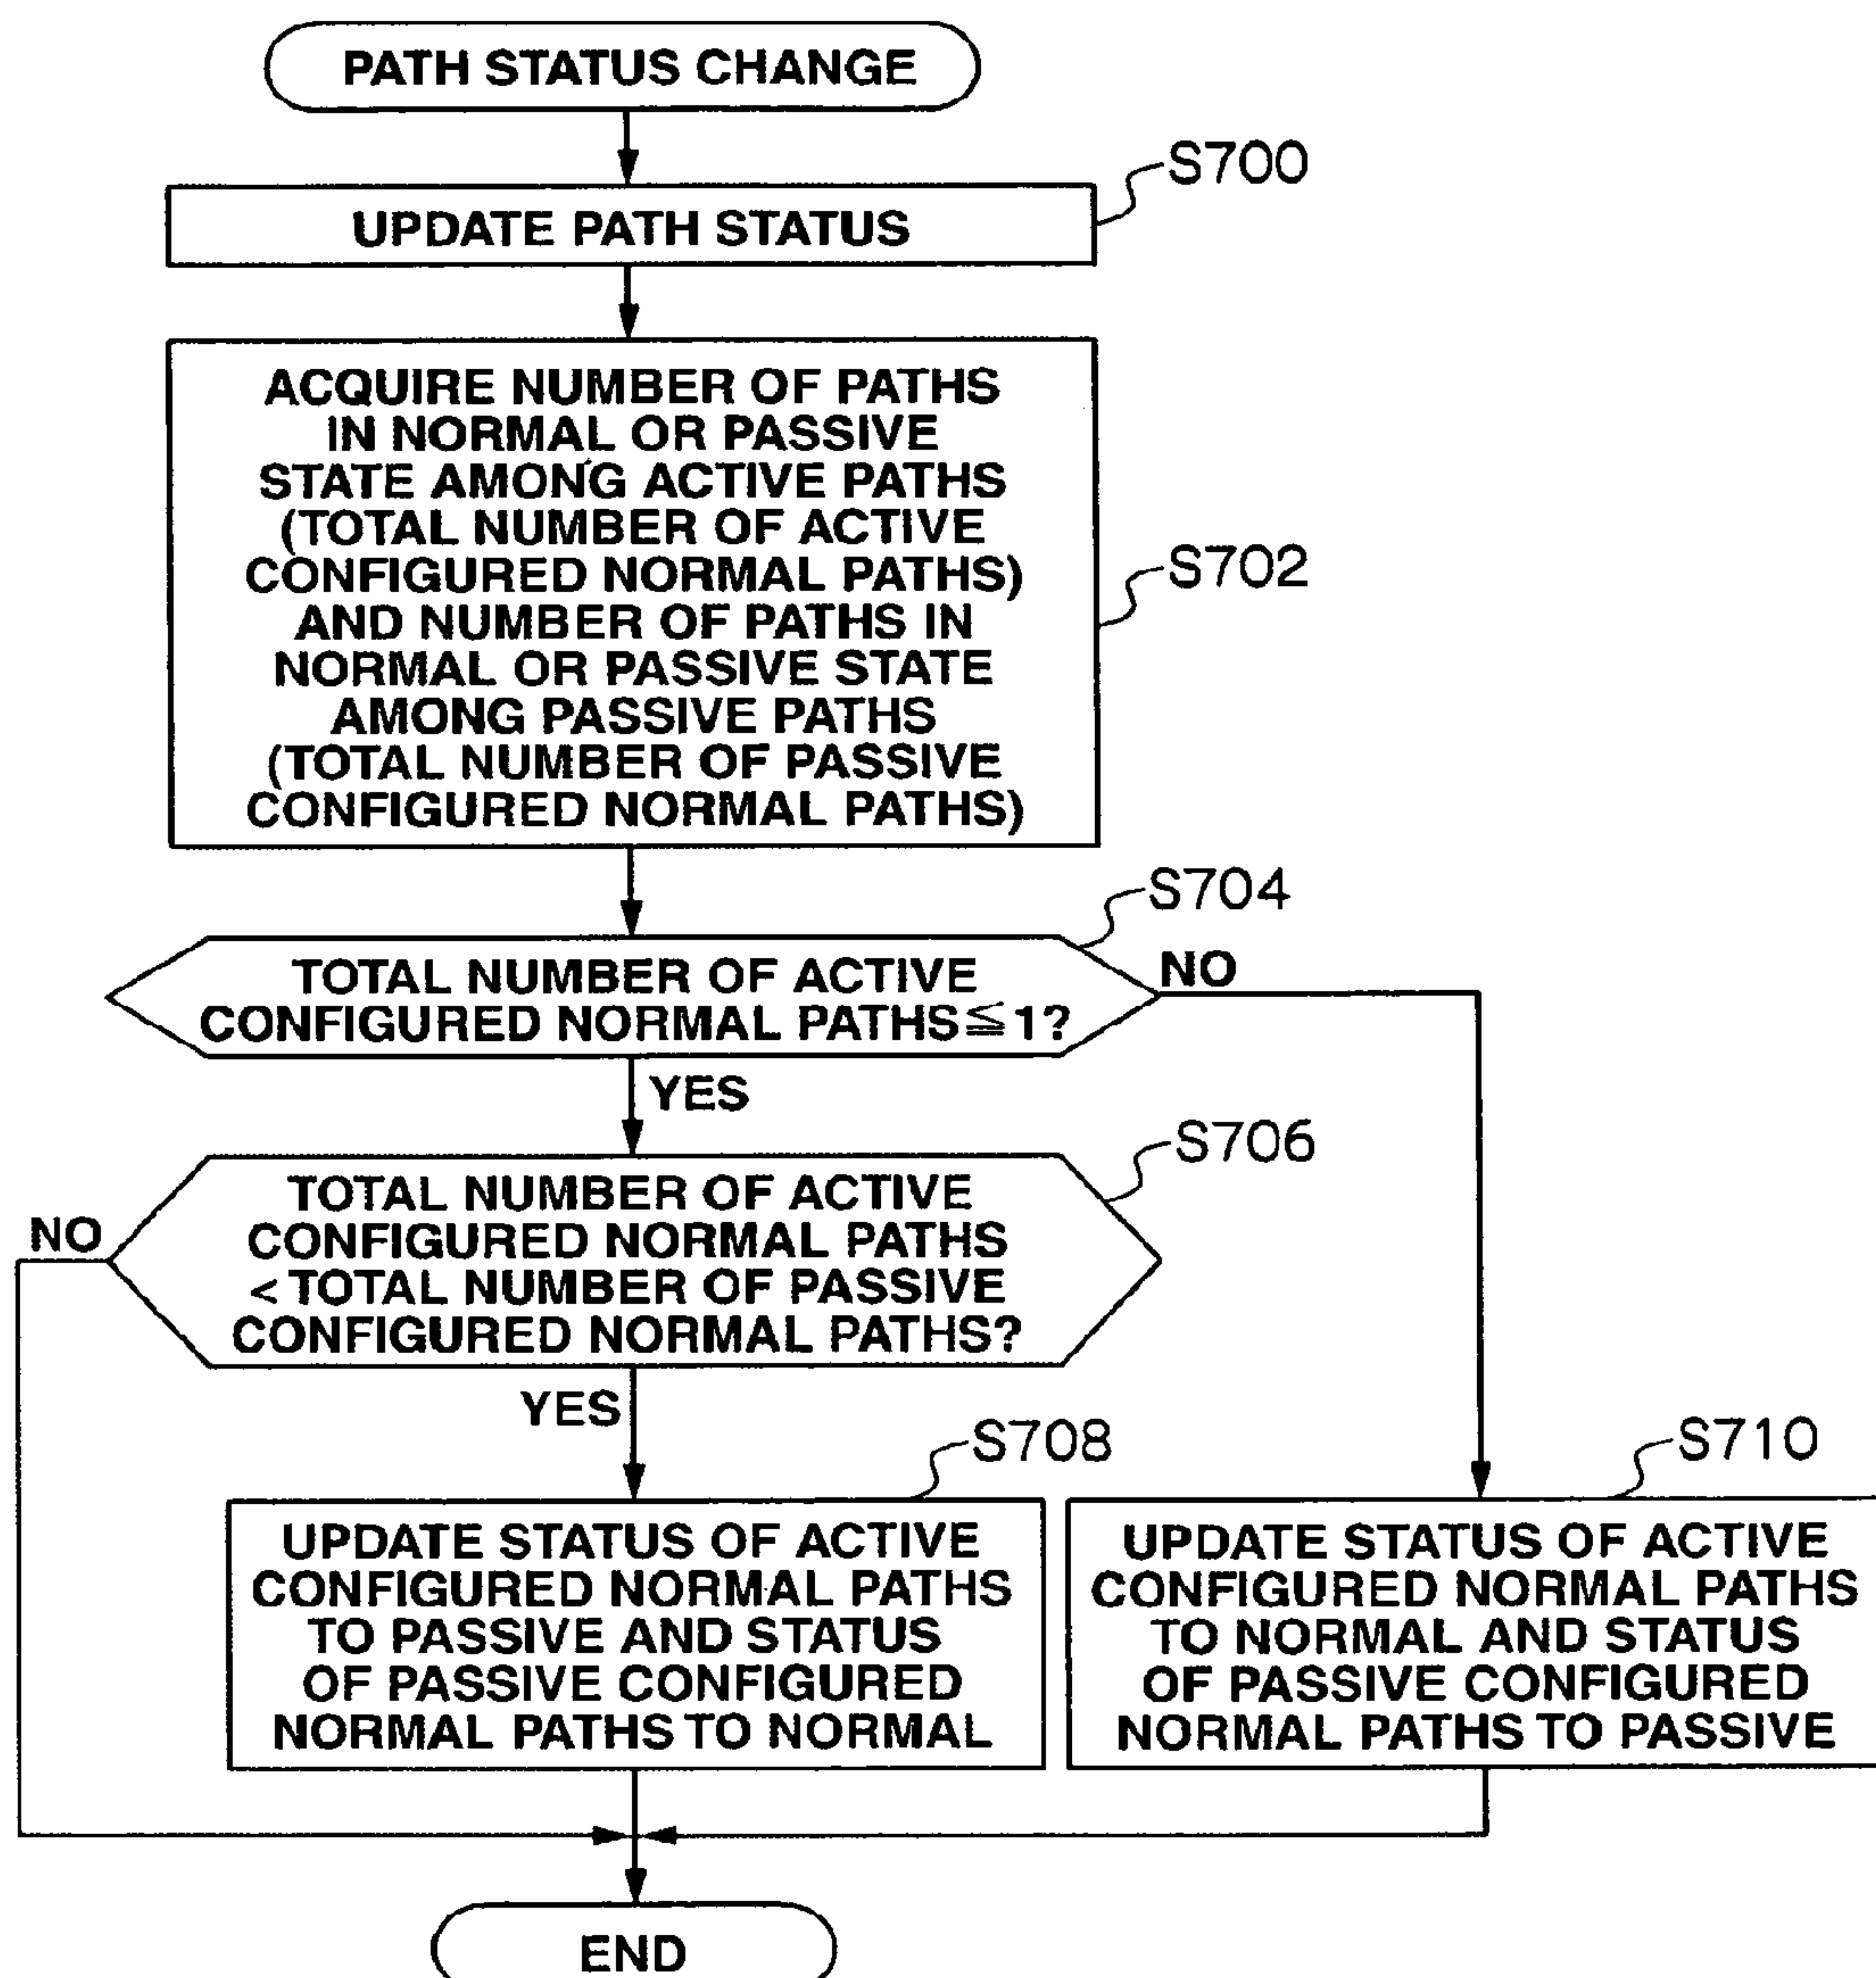 PATH STATUS CHANGE
S700
UPDATE PATH STATUS
ACQUIRE NUMBER OF PATHS
IN NORMAL OR PASSIVE
STATE AMONG ACTIVE PATHS
(TOTAL NUMBER OF ACTIVE
CONFIGURED NORMAL PATHS)
AND NUMBER OF PATHS IN
NORMAL OR PASSIVE STATE
AMONG PASSIVE PATHS
(TOTAL NUMBER OF PASSIVE
CONFIGURED NORMAL PATHS)
S702
S704
TOTAL NUMBER OF ACTIVE
CONFIGURED NORMAL PATHS≦1?
NO
YES
S706
TOTAL NUMBER OF ACTIVE
CONFIGURED NORMAL PATHS
< TOTAL NUMBER OF PASSIVE
CONFIGURED NORMAL PATHS?
NO
YES
S708
UPDATE STATUS OF ACTIVE
CONFIGURED NORMAL PATHS
TO PASSIVE AND STATUS
OF PASSIVE CONFIGURED
NORMAL PATHS TO NORMAL
S710
UPDATE STATUS OF ACTIVE
CONFIGURED NORMAL PATHS
TO NORMAL AND STATUS
OF PASSIVE CONFIGURED
NORMAL PATHS TO PASSIVE
END